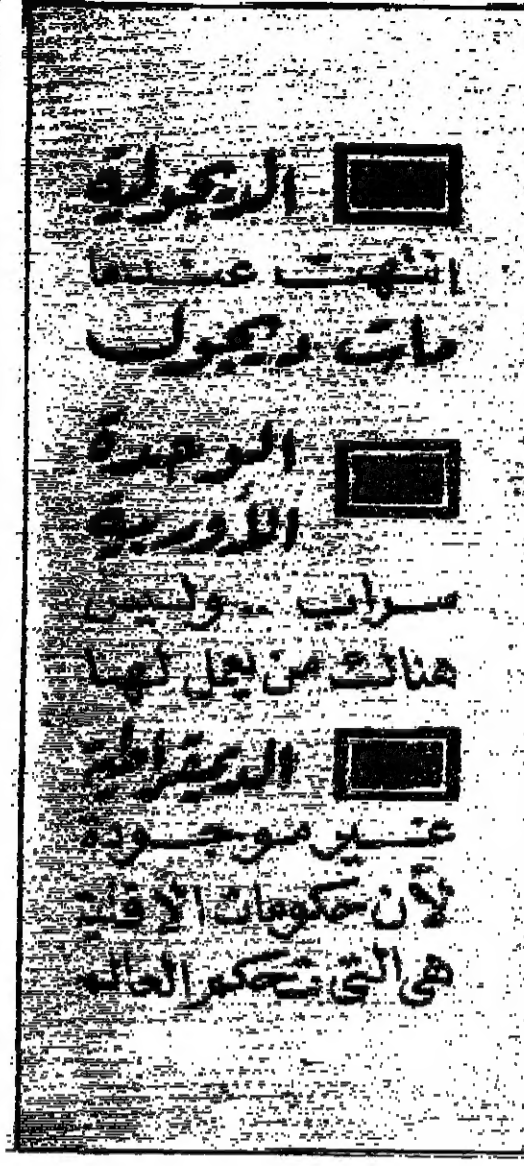 الديجولية
انتهت عندما
مات ديجول
الوحدة
الأوربية
سراب .. وليس
هناك من يعمل لها
الديمقراطية
غير موجودة
لأن حكومات الأقلية
هى التى تحكم العالم